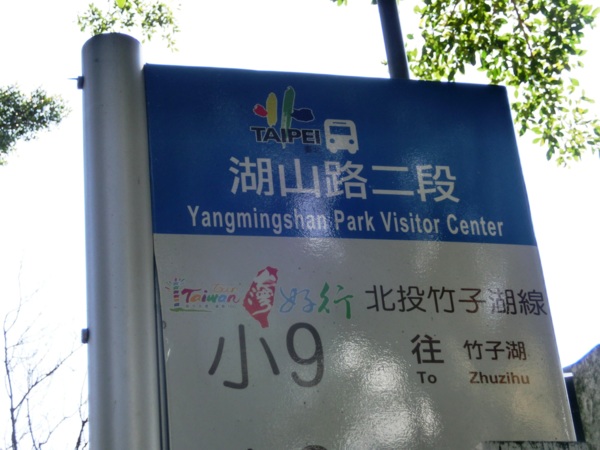 TAIPEI
湖山路二段
Yangmingshan Park Visitor Center
Taiwan 好行 北投竹子湖線
小9 往 竹子湖
To Zhuzihu